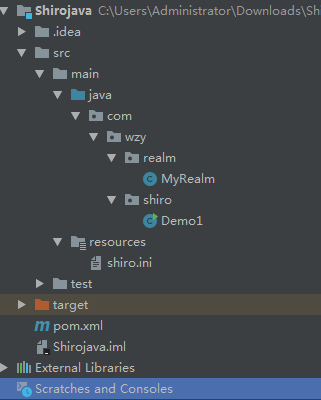 Shirojava C:\Users\Administrator\Downloads\Sh
.idea
src
main
java
com
wzy
realm
MyRealm
shiro
Demo1
resources
shiro.ini
test
target
pom.xml
Shirojava.iml
External Libraries
Scratches and Consoles